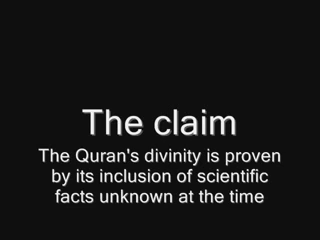 The claim
The Quran's divinity is proven
by its inclusion of scientific
facts unknown at the time